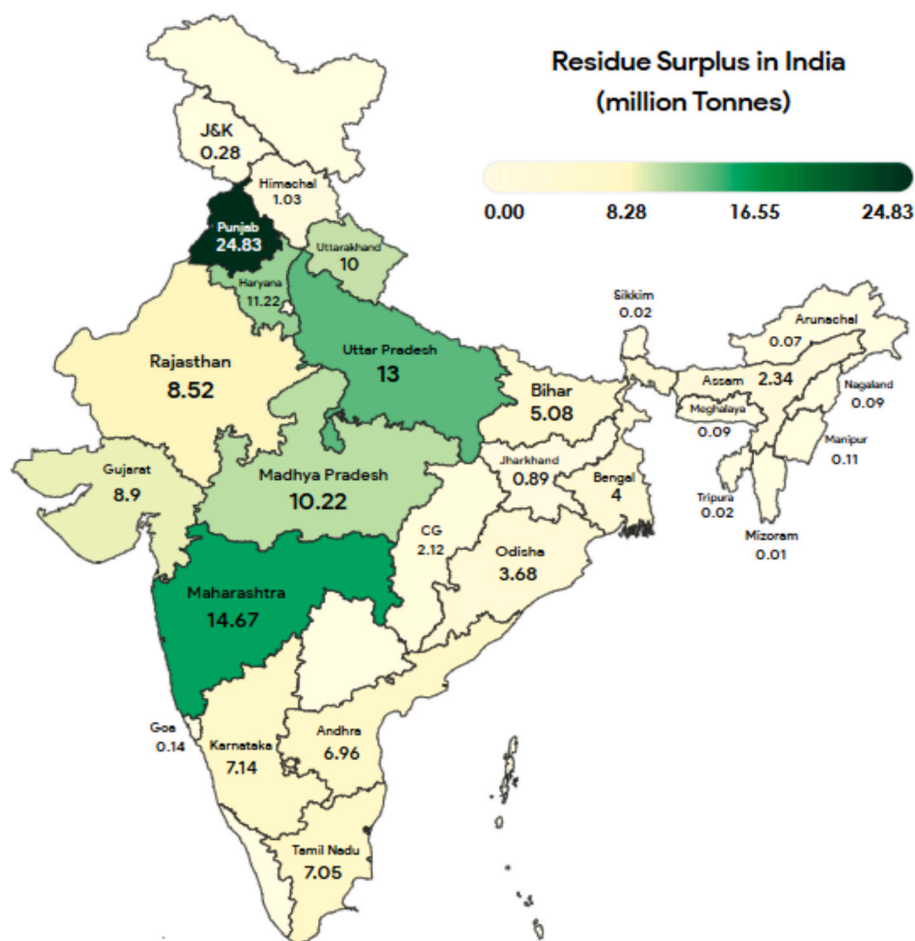 Residue Surplus in India
(million Tonnes)
0.00 8.28 16.55 24.83
J&K
0.28
Himachal
1.03
Punjab
24.83
Uttarakhand
10
Haryana
11.22
Sikkim
0.02
Arunachal
0.07
Rajasthan
8.52
Uttar Pradesh
13
Bihar
5.08
Assam 2.34
Nagaland
0.09
Meghalaya
0.09
Manipur
0.11
Gujarat
8.9
Madhya Pradesh
10.22
Jharkhand
0.89
Bengal
4
Tripura
0.02
Mizoram
0.01
CG
2.12
Odisha
3.68
Maharashtra
14.67
Goa
0.14
Karnataka
7.14
Andhra
6.96
Tamil Nadu
7.05